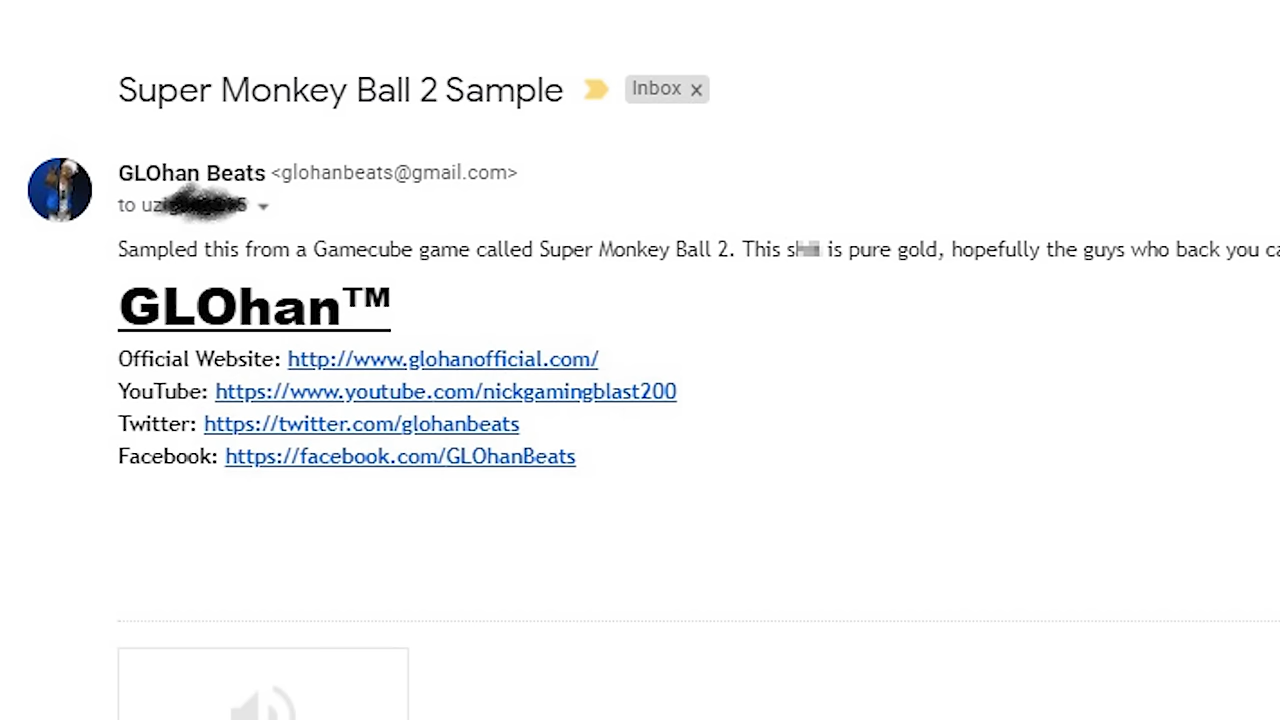 Super Monkey Ball 2 Sample Inbox x
GLOhan Beats <glohanbeats@gmail.com>
to
Sampled this from a Gamecube game called Super Monkey Ball 2. This is pure gold, hopefully the guys who back you
GLOhan™
Official Website: http://www.glohanofficial.com/
YouTube: https://www.youtube.com/nickgamingblast200
Twitter: https://twitter.com/glohanbeats
Facebook: https://facebook.com/GLOhanBeats